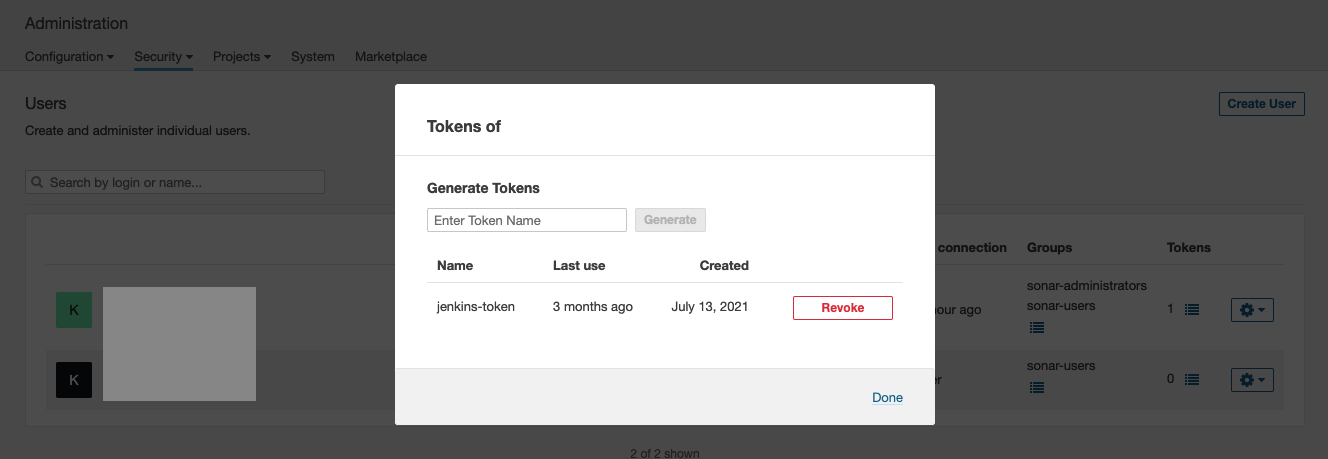 Administration
Configuration Security Projects System Marketplace
Users
Create and administer individual users.
Create User
Search by login or name...
connection Groups Tokens
K
sonar-administrators
sonar-users
our ago
1
K
sonar-users
r
0
2 of 2 shown
Tokens of
Generate Tokens
Enter Token Name Generate
Name Last use Created
jenkins-token 3 months ago July 13, 2021 Revoke
Done